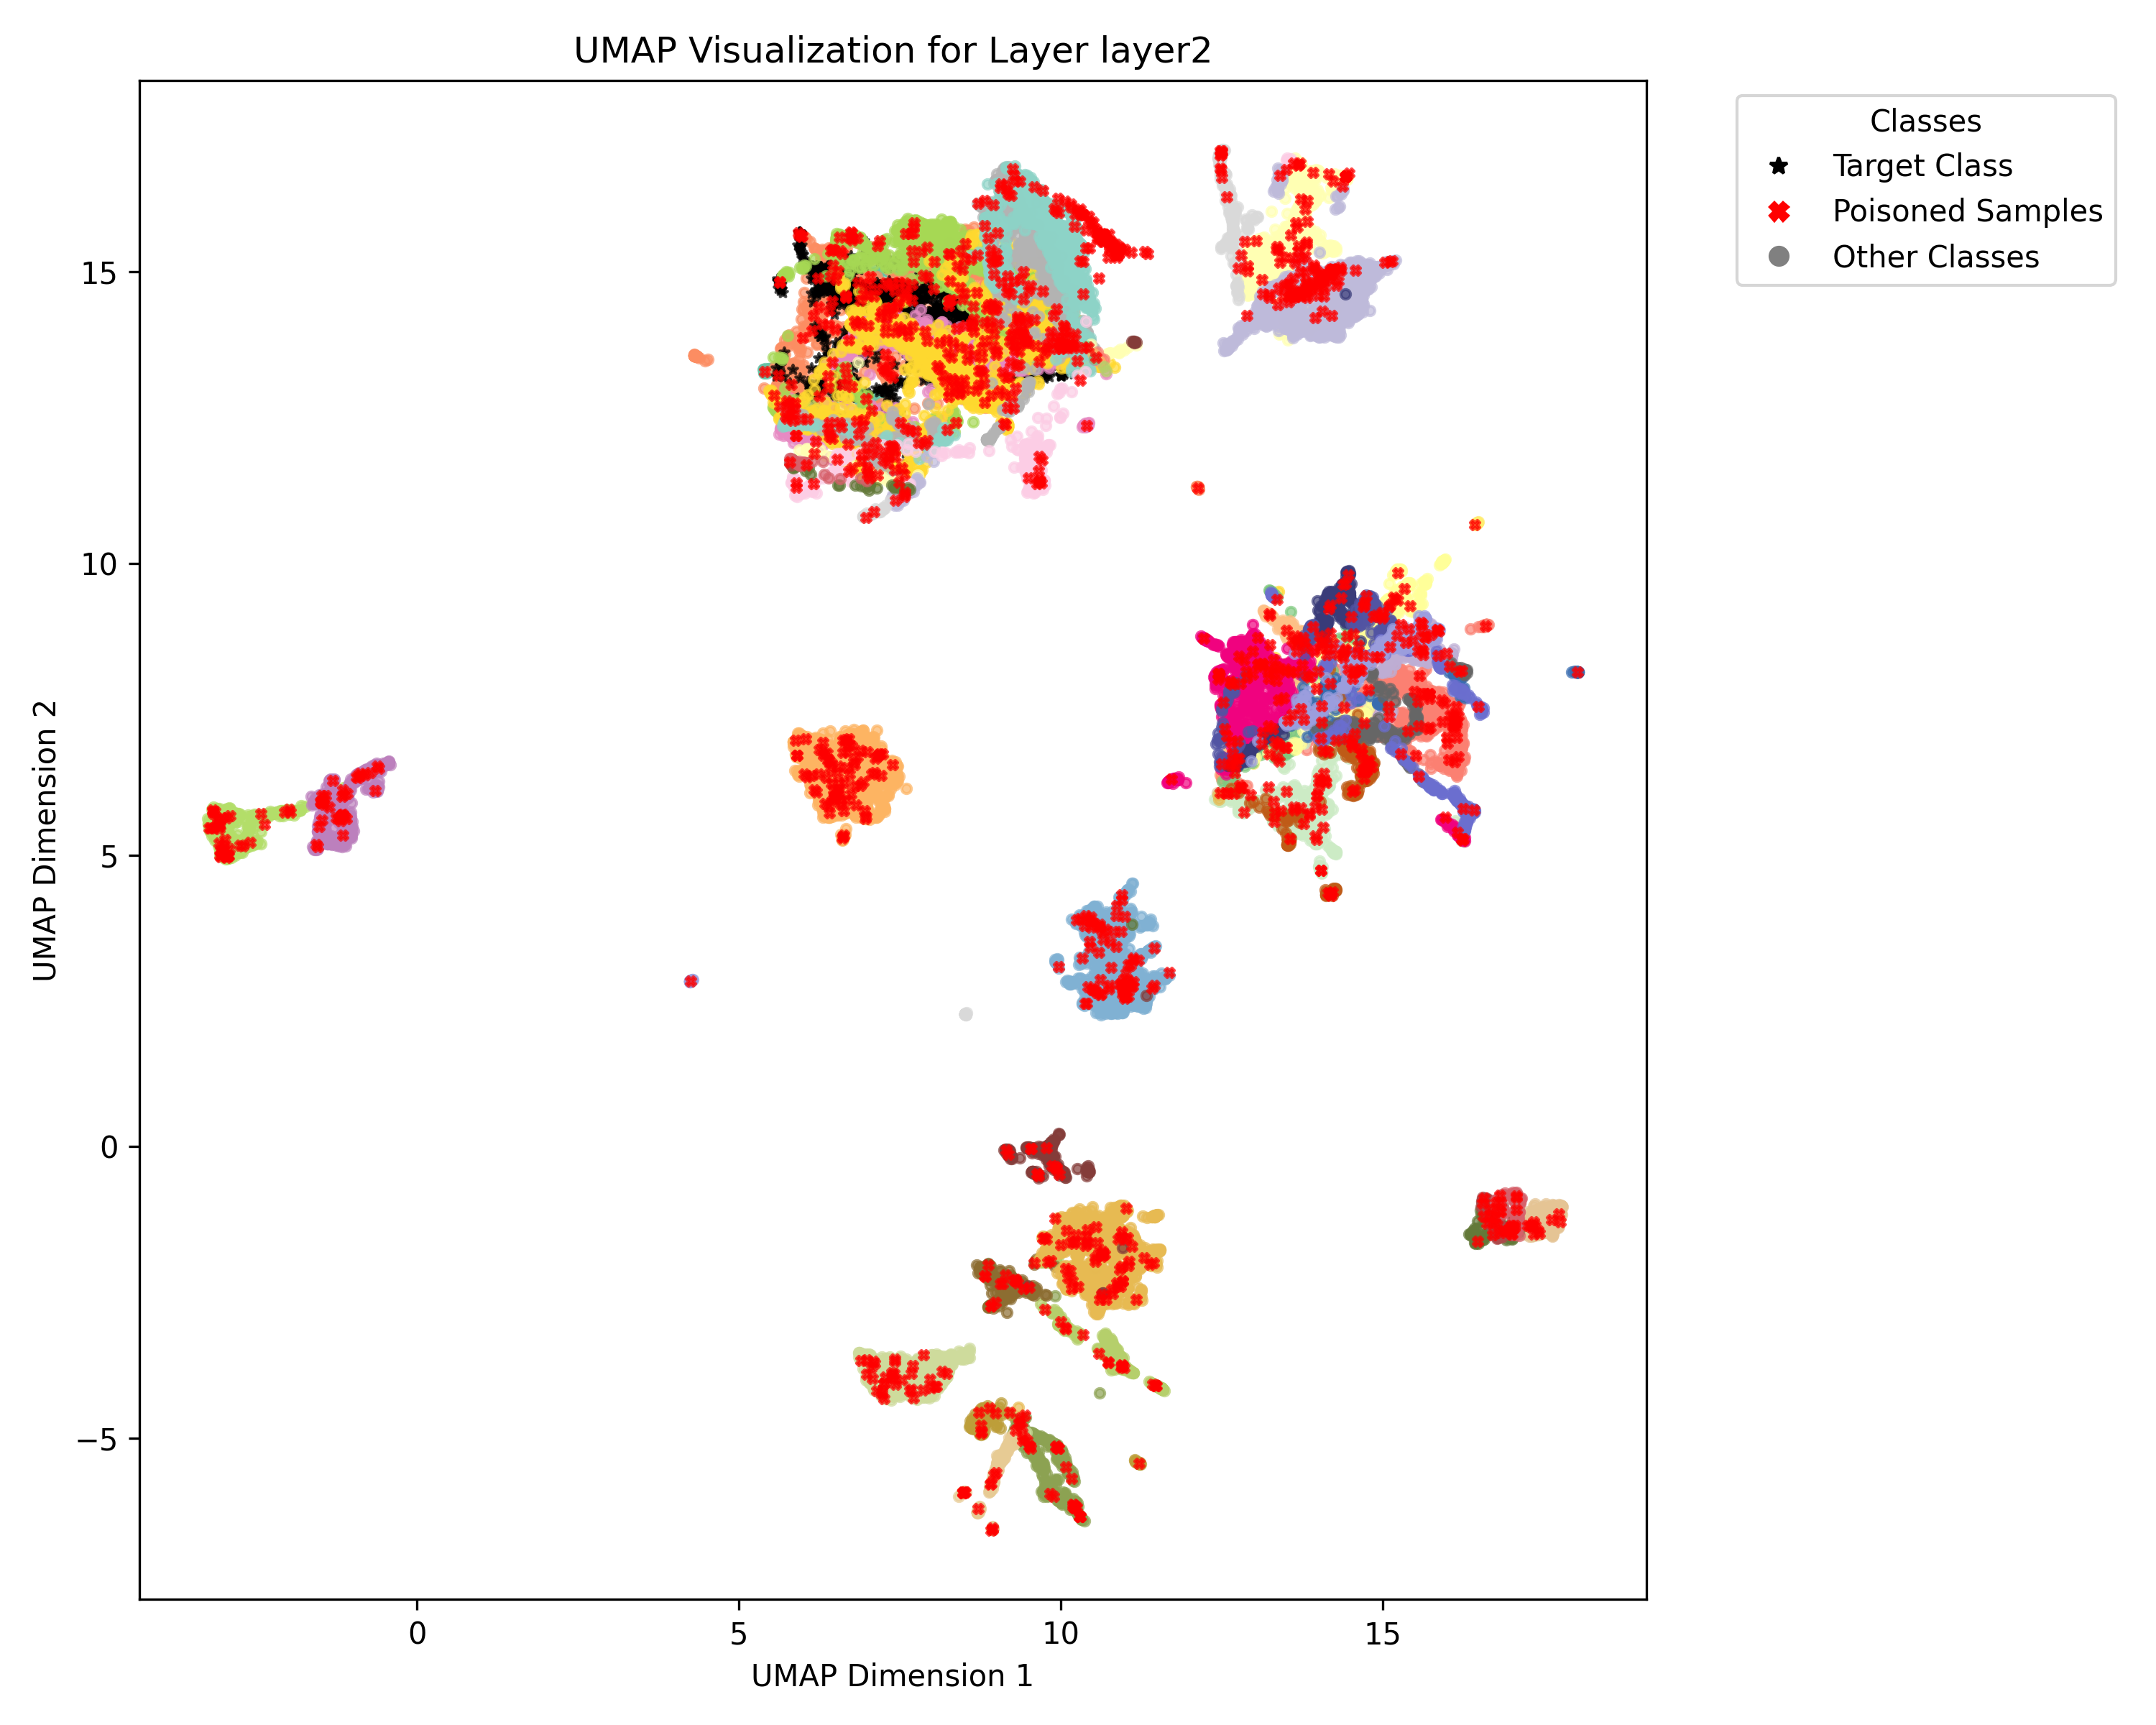 UMAP Visualization for Layer layer2
Classes
Target Class
Poisoned Samples
Other Classes
15
10
5
0
−5
UMAP Dimension 2
0
5
10
15
UMAP Dimension 1